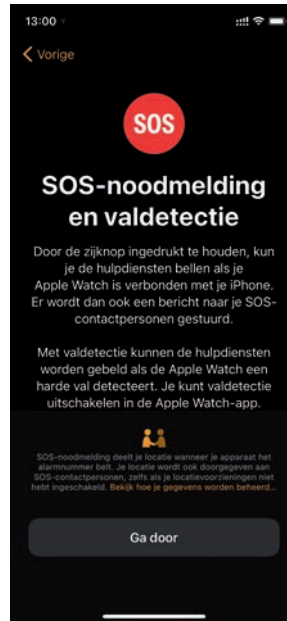 13:00
Vorige
SOS
SOS-noodmelding
en valdetectie
Door de zijknop ingedrukt te houden, kun
je de hulpdiensten bellen als je
Apple Watch is verbonden met je iPhone.
Er wordt dan ook een bericht naar je SOS-
contactpersonen gestuurd.
Met valdetectie kunnen de hulpdiensten
worden gebeld als de Apple Watch een
harde val detecteert. Je kunt valdetectie
uitschakelen in de Apple Watch-app.
SOS-noodmelding deelt je locatie wanneer je apparaat het
alarmnummer belt. Je locatie wordt ook doorgegeven aan
SOS-contactpersonen, zelfs als je locatievoorzieningen niet
hebt ingeschakeld. Bekijk hoe je gegevens worden beheerd...
Ga door